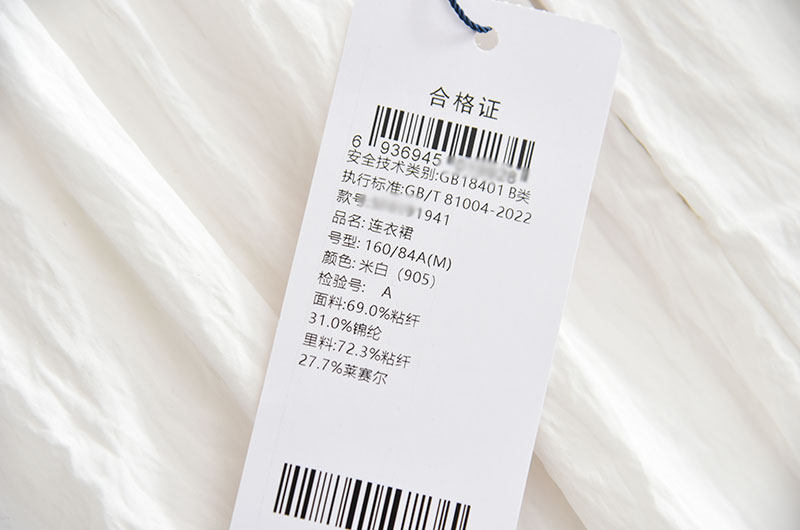 合格证
6 936945
安全技术类别:GB18401 B类
执行标准:GB/T 81004-2022
款号: 1941
品名: 连衣裙
号型: 160/84A(M)
颜色: 米白（905）
检验号: A
面料:69.0%粘纤
31.0%锦纶
里料:72.3%粘纤
27.7%莱赛尔